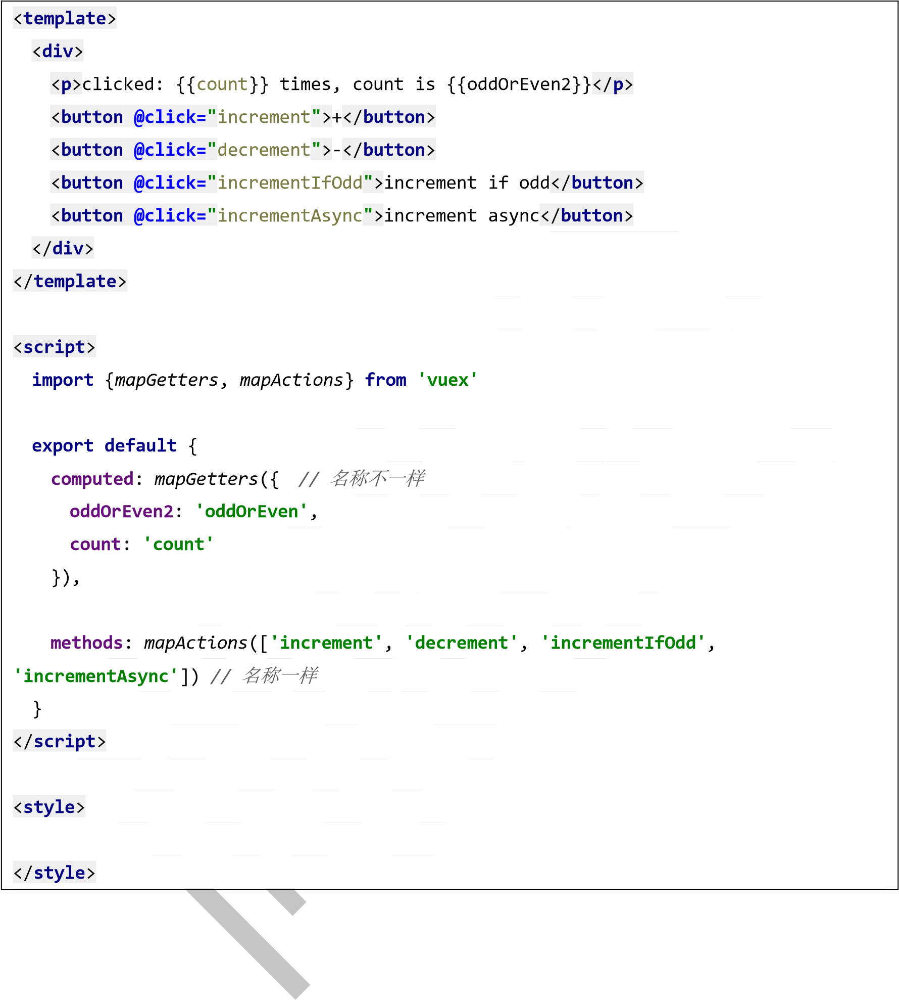 <template>
  <div>
    <p>clicked: {{count}} times, count is {{oddOrEven2}}</p>
    <button @click="increment">+</button>
    <button @click="decrement">-</button>
    <button @click="incrementIfOdd">increment if odd</button>
    <button @click="incrementAsync">increment async</button>
  </div>
</template>

<script>
  import {mapGetters, mapActions} from 'vuex'

  export default {
    computed: mapGetters({  // 名称不一样
      oddOrEven2: 'oddOrEven',
      count: 'count'
    }),

    methods: mapActions(['increment', 'decrement', 'incrementIfOdd',
'incrementAsync']) // 名称一样
  }
</script>

<style>

</style>